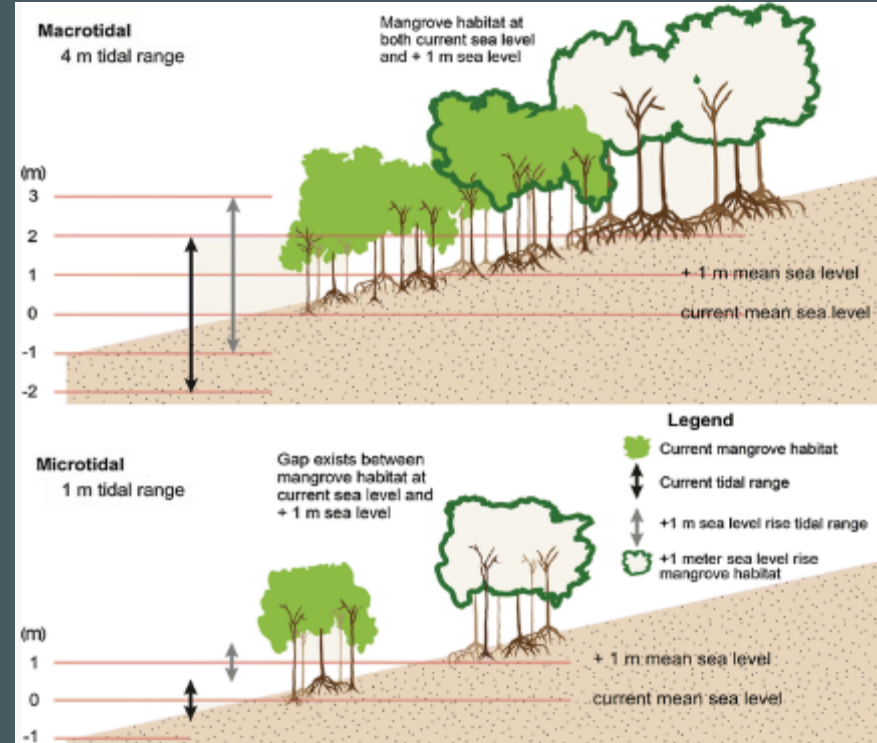 Macrotidal
4 m tidal range
Mangrove habitat at
both current sea level
and + 1 m sea level
(m)
3
2
1
0
-1
-2
+ 1 m mean sea level
current mean sea level
Microtidal
1 m tidal range
Gap exists between
mangrove habitat at
current sea level and
+ 1 m sea level
Legend
Current mangrove habitat
Current tidal range
+1 m sea level rise tidal range
+1 meter sea level rise
mangrove habitat
(m)
1
0
-1
+ 1 m mean sea level
current mean sea level